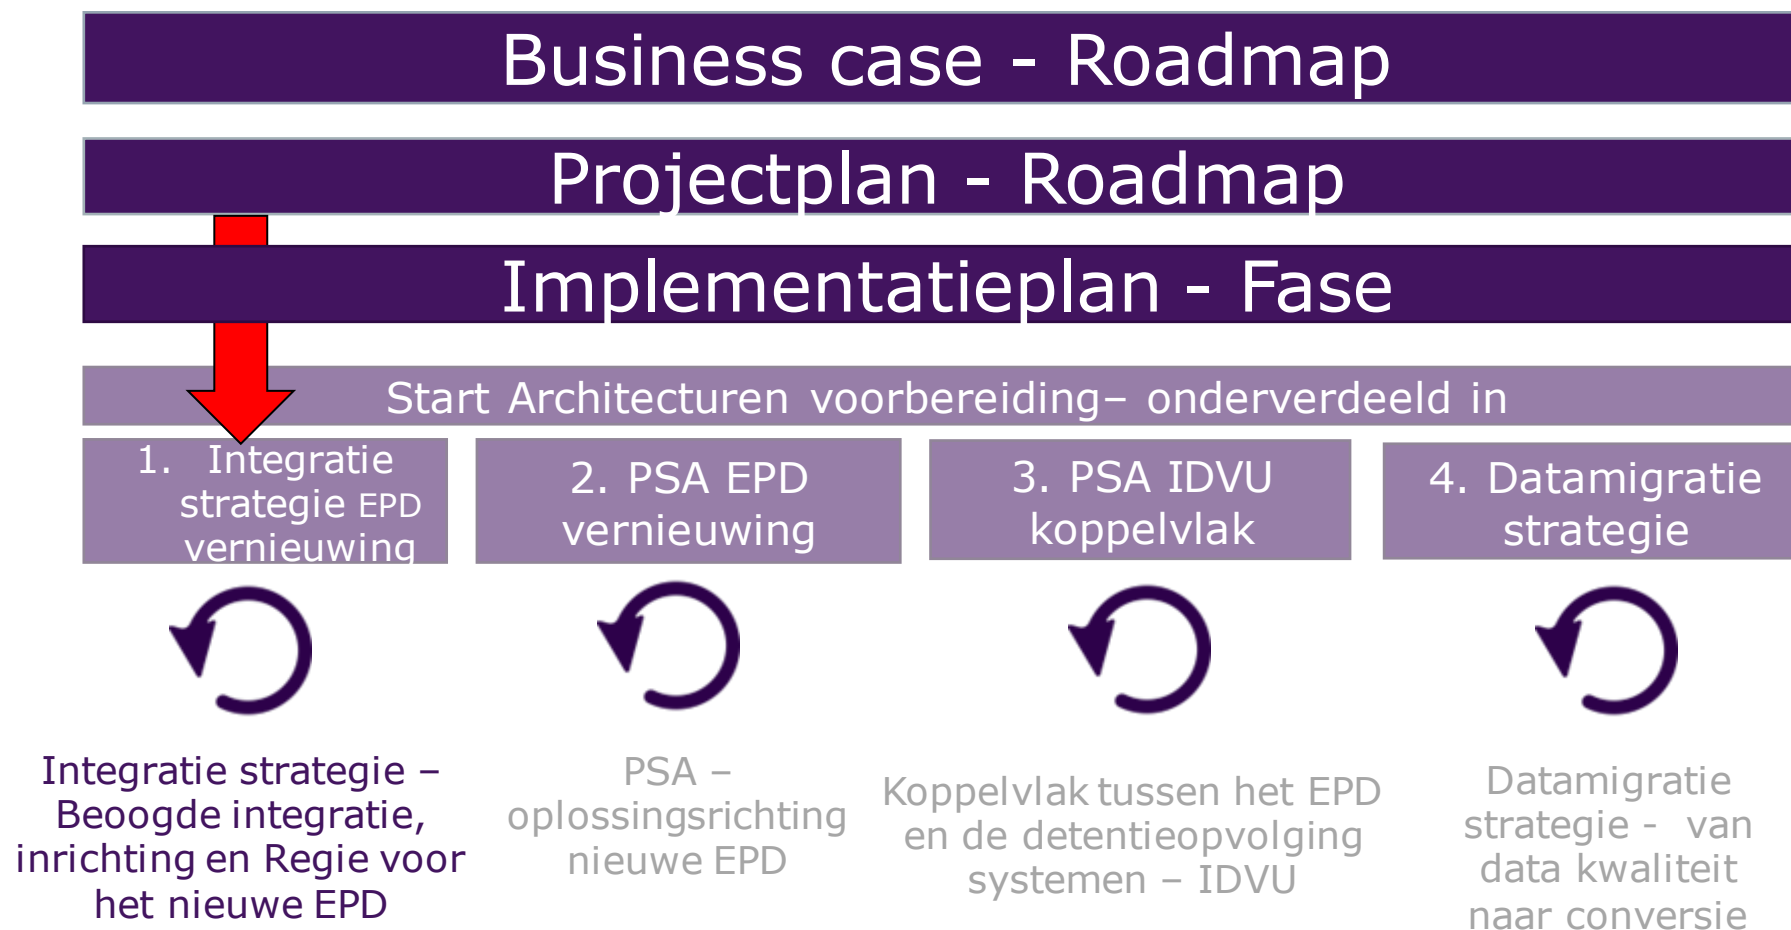 Business case - Roadmap
Projectplan - Roadmap
Implementatieplan - Fase
Start Architecturen voorbereiding– onderverdeeld in
1. Integratie
strategie EPD
vernieuwing
2. PSA EPD
vernieuwing
3. PSA IDVU
koppelvlak
4. Datamigratie
strategie
Integratie strategie –
Beoogde integratie,
inrichting en Regie voor
het nieuwe EPD
PSA –
oplossingsrichting
nieuwe EPD
Koppelvlak tussen het EPD
en de detentieopvolging
systemen – IDVU
Datamigratie
strategie - van
data kwaliteit
naar conversie